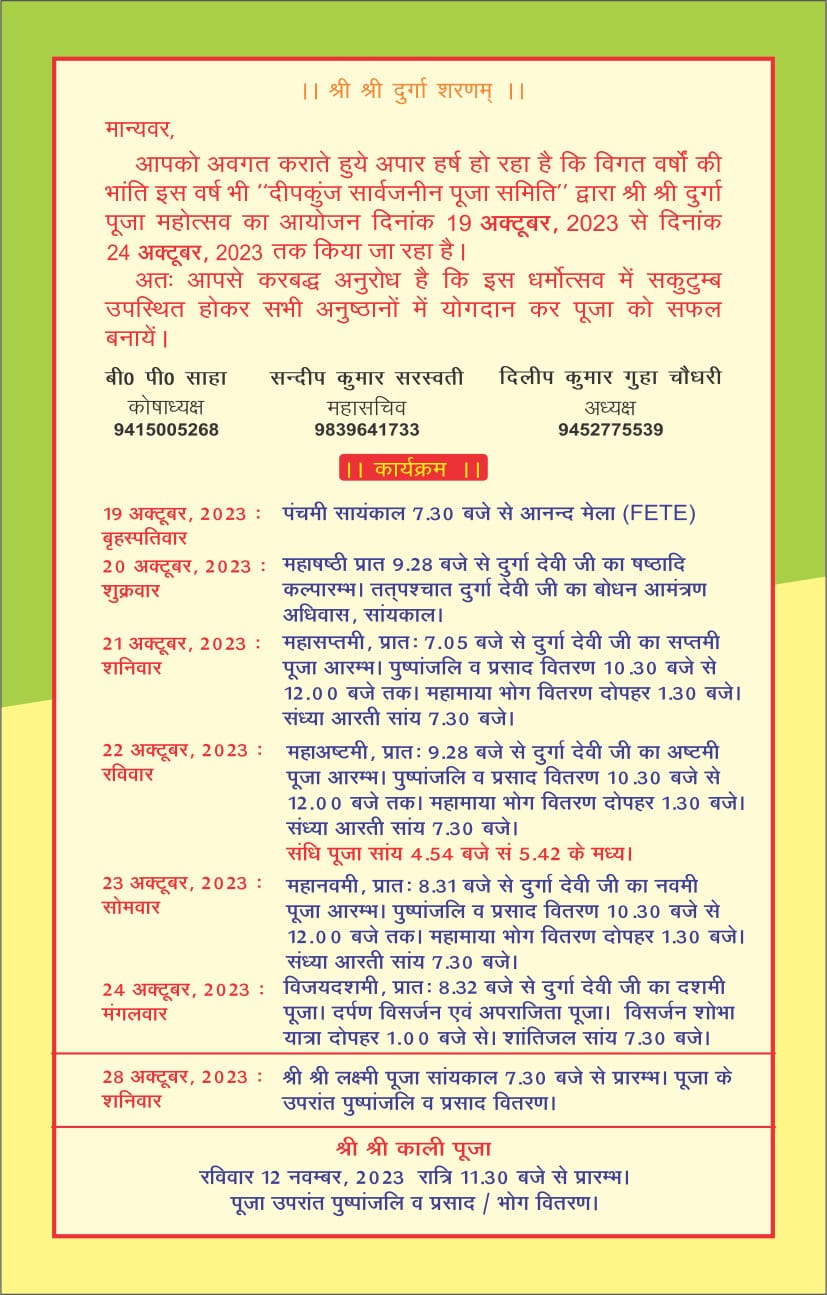 ।। श्री श्री दुर्गा शरणम् ।।
मान्यवर,
आपको अवगत कराते हुये अपार हर्ष हो रहा है कि विगत वर्षों की
भांति इस वर्ष भी ‘‘दीपकुंज सार्वजनीन पूजा समिति’’ द्वारा श्री श्री दुर्गा
पूजा महोत्सव का आयोजन दिनांक 19 अक्टूबर, 2023 से दिनांक
24 अक्टूबर, 2023 तक किया जा रहा है।
अतः आपसे करबद्ध अनुरोध है कि इस धर्मोत्सव में सकुटुम्ब
उपस्थित होकर सभी अनुष्ठानों में योगदान कर पूजा को सफल
बनायें।
बी0 पी0 साहा सन्दीप कुमार सरस्वती दिलीप कुमार गुहा चौधरी
कोषाध्यक्ष महासचिव अध्यक्ष
9415005268 9839641733 9452775539
।। कार्यक्रम ।।
19 अक्टूबर, 2023 : पंचमी सायंकाल 7.30 बजे से आनन्द मेला (FETE)
बृहस्पतिवार
20 अक्टूबर, 2023 : महाषष्ठी प्रात 9.28 बजे से दुर्गा देवी जी का षष्ठादि
शुक्रवार कल्पारम्भ। तत्पश्चात दुर्गा देवी जी का बोधन आमंत्रण
अधिवास, सांयकाल।
21 अक्टूबर, 2023 : महासप्तमी, प्रातः 7.05 बजे से दुर्गा देवी जी का सप्तमी
शनिवार पूजा आरम्भ। पुष्पांजलि व प्रसाद वितरण 10.30 बजे से
12.00 बजे तक। महामाया भोग वितरण दोपहर 1.30 बजे।
संध्या आरती सांय 7.30 बजे।
22 अक्टूबर, 2023 : महाअष्टमी, प्रातः 9.28 बजे से दुर्गा देवी जी का अष्टमी
रविवार पूजा आरम्भ। पुष्पांजलि व प्रसाद वितरण 10.30 बजे से
12.00 बजे तक। महामाया भोग वितरण दोपहर 1.30 बजे।
संध्या आरती सांय 7.30 बजे।
संधि पूजा सांय 4.54 बजे सं 5.42 के मध्य।
23 अक्टूबर, 2023 : महानवमी, प्रातः 8.31 बजे से दुर्गा देवी जी का नवमी
सोमवार पूजा आरम्भ। पुष्पांजलि व प्रसाद वितरण 10.30 बजे से
12.00 बजे तक। महामाया भोग वितरण दोपहर 1.30 बजे।
संध्या आरती सांय 7.30 बजे।
24 अक्टूबर, 2023 : विजयदशमी, प्रातः 8.32 बजे से दुर्गा देवी जी का दशमी
मंगलवार पूजा। दर्पण विसर्जन एवं अपराजिता पूजा। विसर्जन शोभा
यात्रा दोपहर 1.00 बजे से। शांतिजल सांय 7.30 बजे।
28 अक्टूबर, 2023 : श्री श्री लक्ष्मी पूजा सांयकाल 7.30 बजे से प्रारम्भ। पूजा के
शनिवार उपरांत पुष्पांजलि व प्रसाद वितरण।
श्री श्री काली पूजा
रविवार 12 नवम्बर, 2023 रात्रि 11.30 बजे से प्रारम्भ।
पूजा उपरांत पुष्पांजलि व प्रसाद / भोग वितरण।